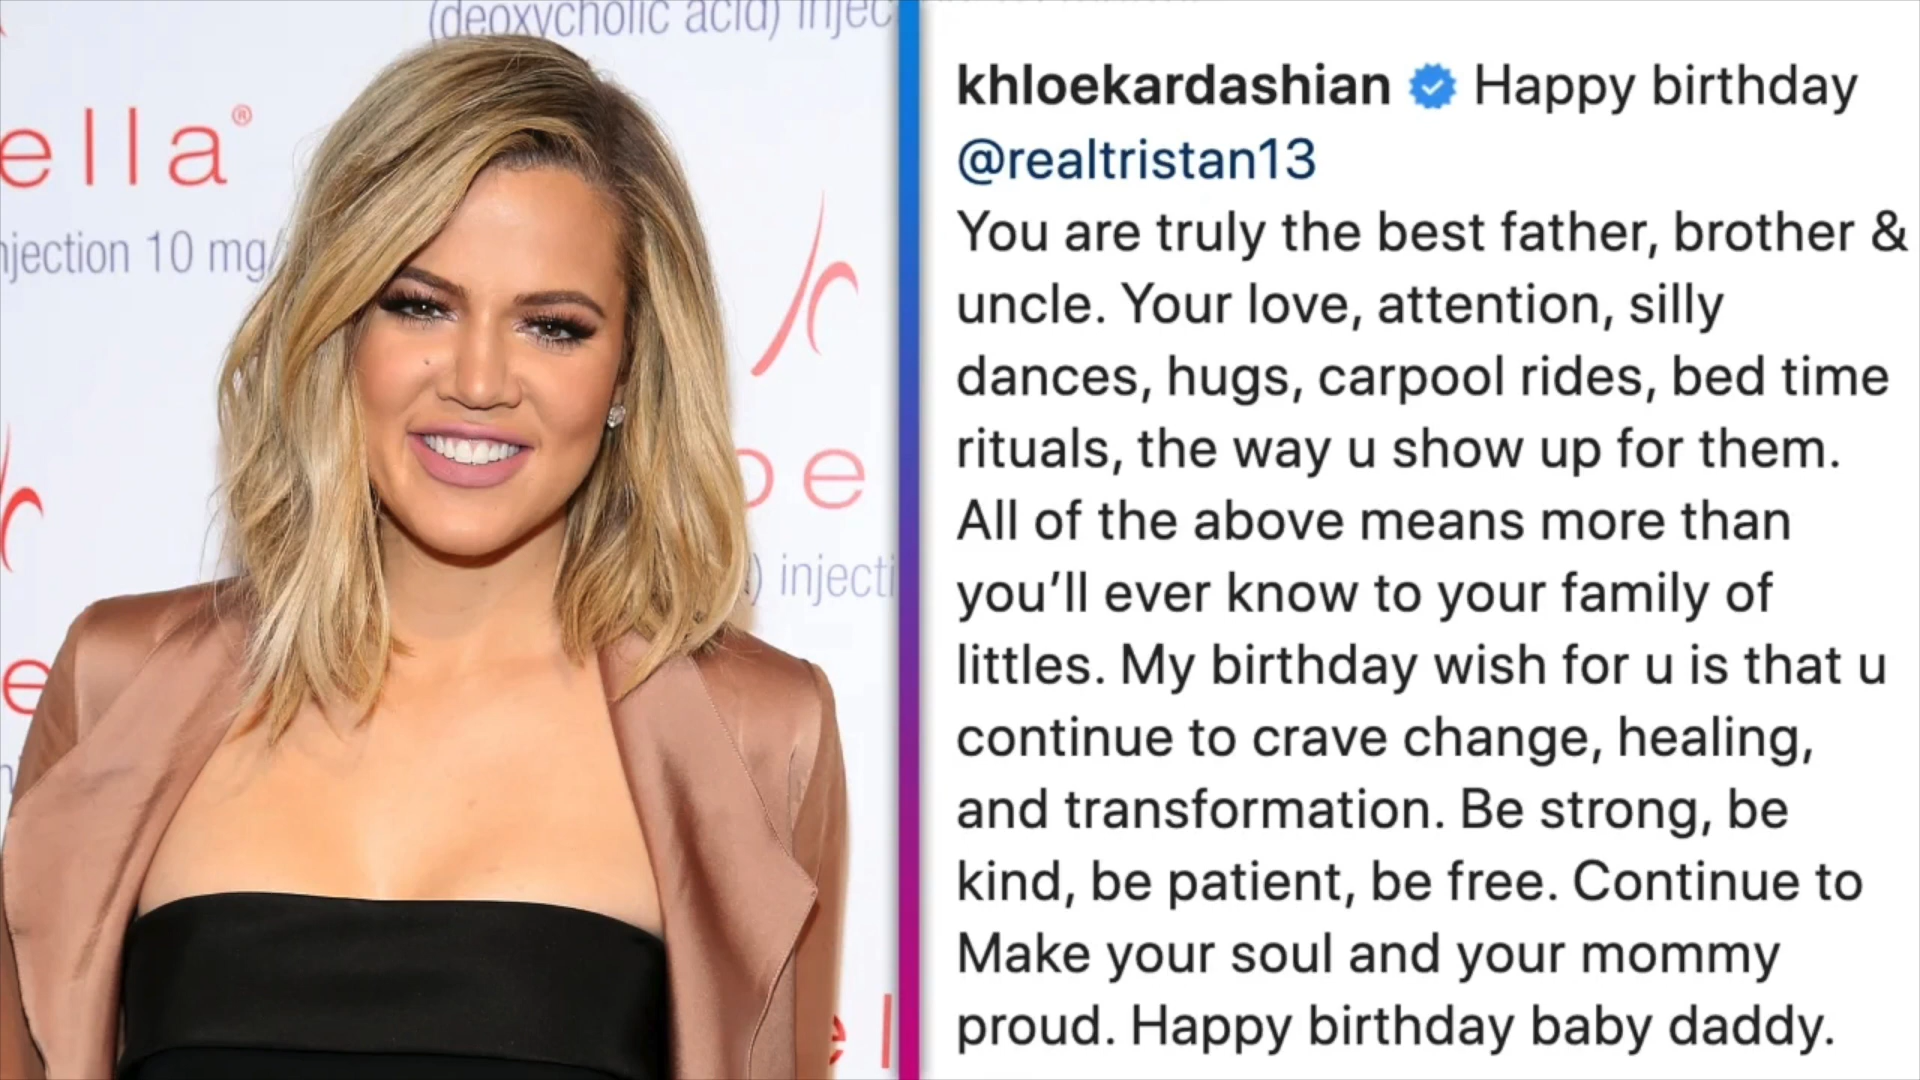 (deoxycholic acid) injec
ella®
njection 10 mg/
be
) injecti
e
el
khloekardashian Happy birthday
@realtristan13
You are truly the best father, brother &
uncle. Your love, attention, silly
dances, hugs, carpool rides, bed time
rituals, the way u show up for them.
All of the above means more than
you’ll ever know to your family of
littles. My birthday wish for u is that u
continue to crave change, healing,
and transformation. Be strong, be
kind, be patient, be free. Continue to
Make your soul and your mommy
proud. Happy birthday baby daddy.